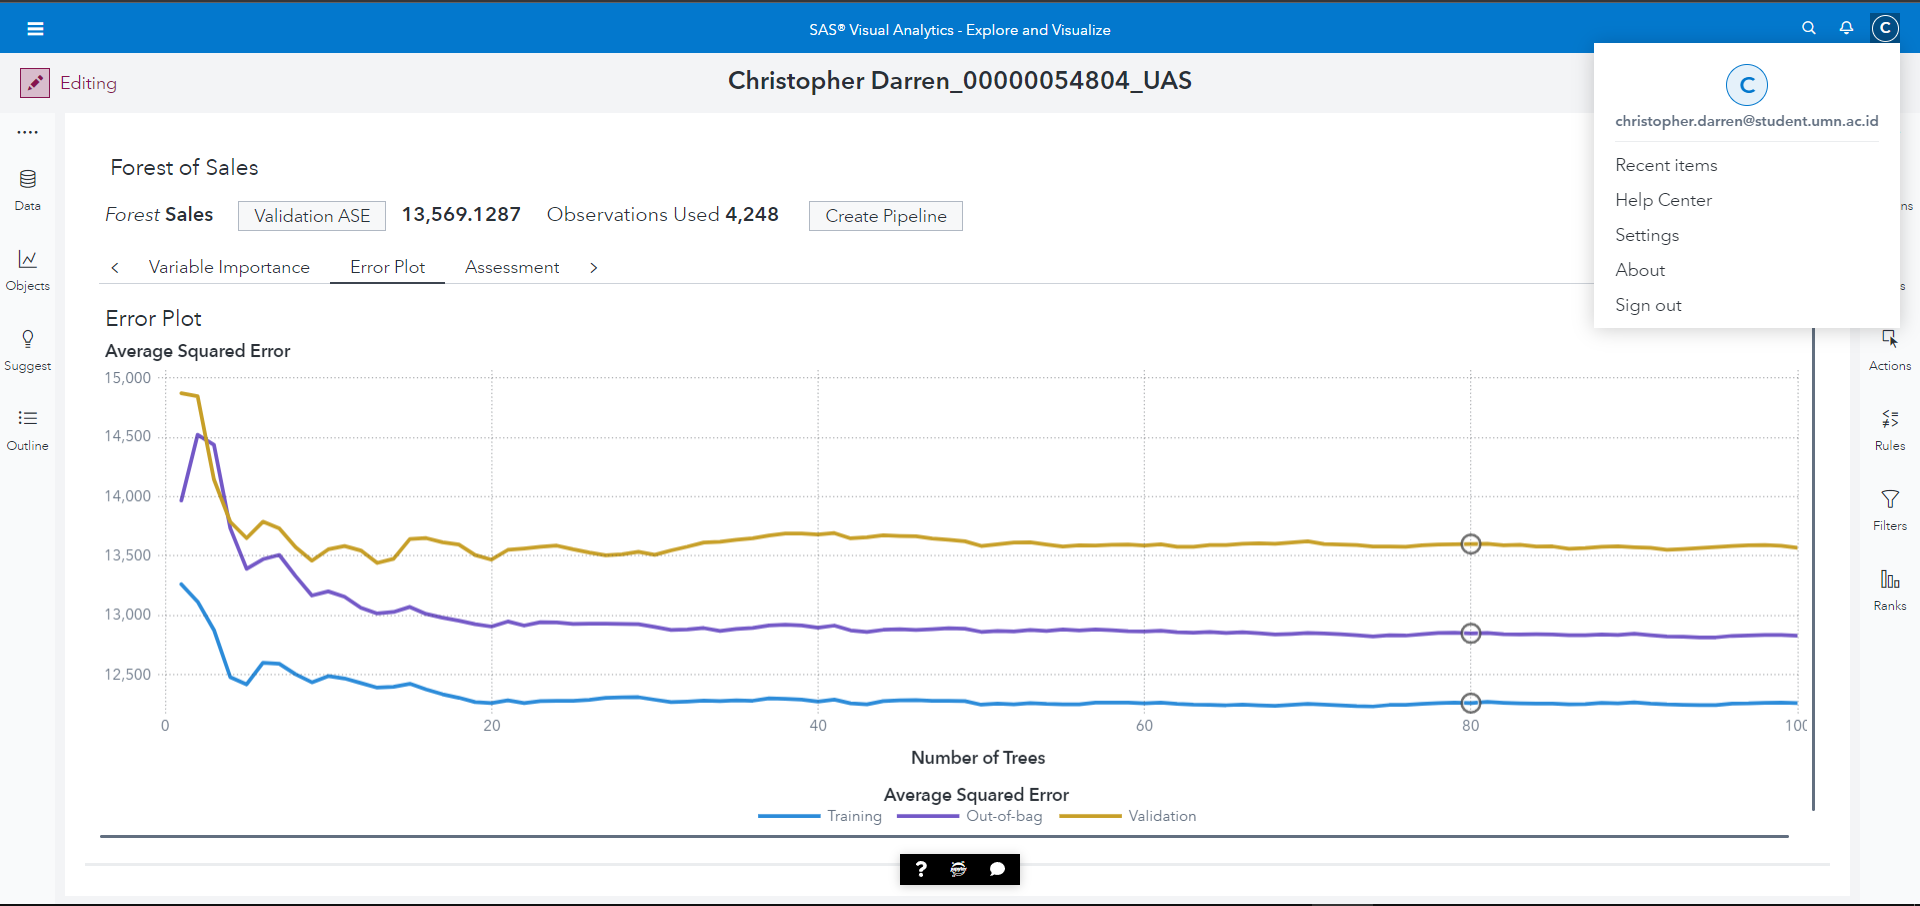 SAS® Visual Analytics - Explore and Visualize
C
Editing
Christopher Darren_00000054804_UAS
C
christopher.darren@student.umn.ac.id
Recent items
Help Center
Settings
About
Sign out
Data
Objects
Suggest
Outline
Forest of Sales
Forest Sales Validation ASE 13,569.1287 Observations Used 4,248 Create Pipeline
Variable Importance Error Plot Assessment
Error Plot
Average Squared Error
15,000
14,500
14,000
13,500
13,000
12,500
0 20 40 60 80
Number of Trees
Average Squared Error
Training Out-of-bag Validation
?
Actions
Rules
Filters
Ranks